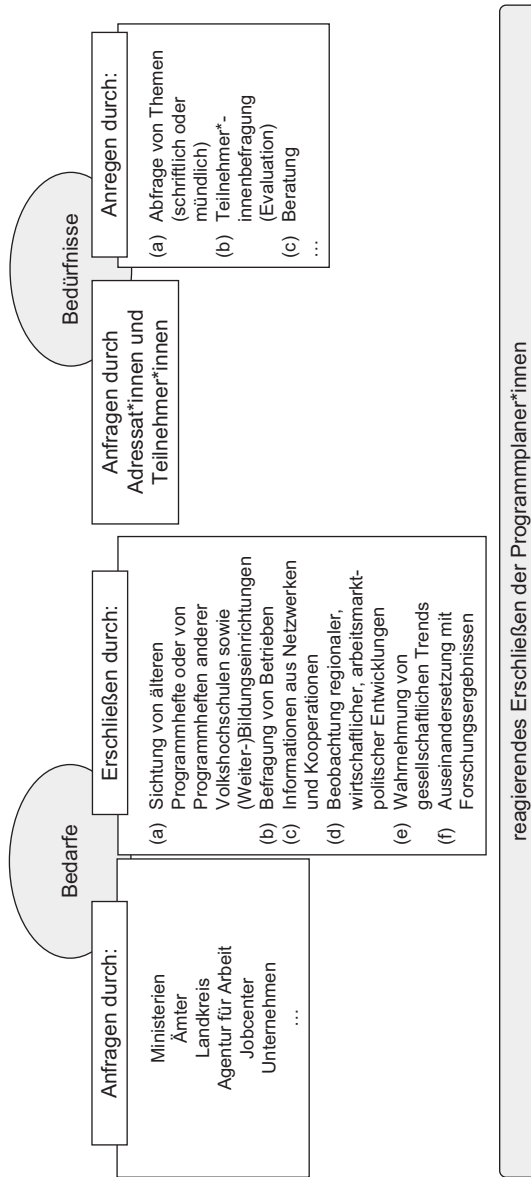 Bedarfe
Anfragen durch:
Ministerien
Ämter
Landkreis
Agentur für Arbeit
Jobcenter
Unternehmen
…
Erschließen durch:
(a) Sichtung von älteren
Programmhefte oder von
Programmheften anderer
Volkshochschulen sowie
(Weiter-)Bildungseinrichtungen
(b) Befragung von Betrieben
(c) Informationen aus Netzwerken
und Kooperationen
(d) Beobachtung regionaler,
wirtschaftlicher, arbeitsmarkt-
politscher Entwicklungen
(e) Wahrnehmung von
gesellschaftlichen Trends
(f) Auseinandersetzung mit
Forschungsergebnissen
Bedürfnisse
Anfragen durch
Adressat*innen und
Teilnehmer*innen
Anregen durch:
(a) Abfrage von Themen
(schriftlich oder
mündlich)
(b) Teilnehmer*-
innenbefragung
(Evaluation)
(c) Beratung
…
reagierendes Erschließen der Programmplaner*innen